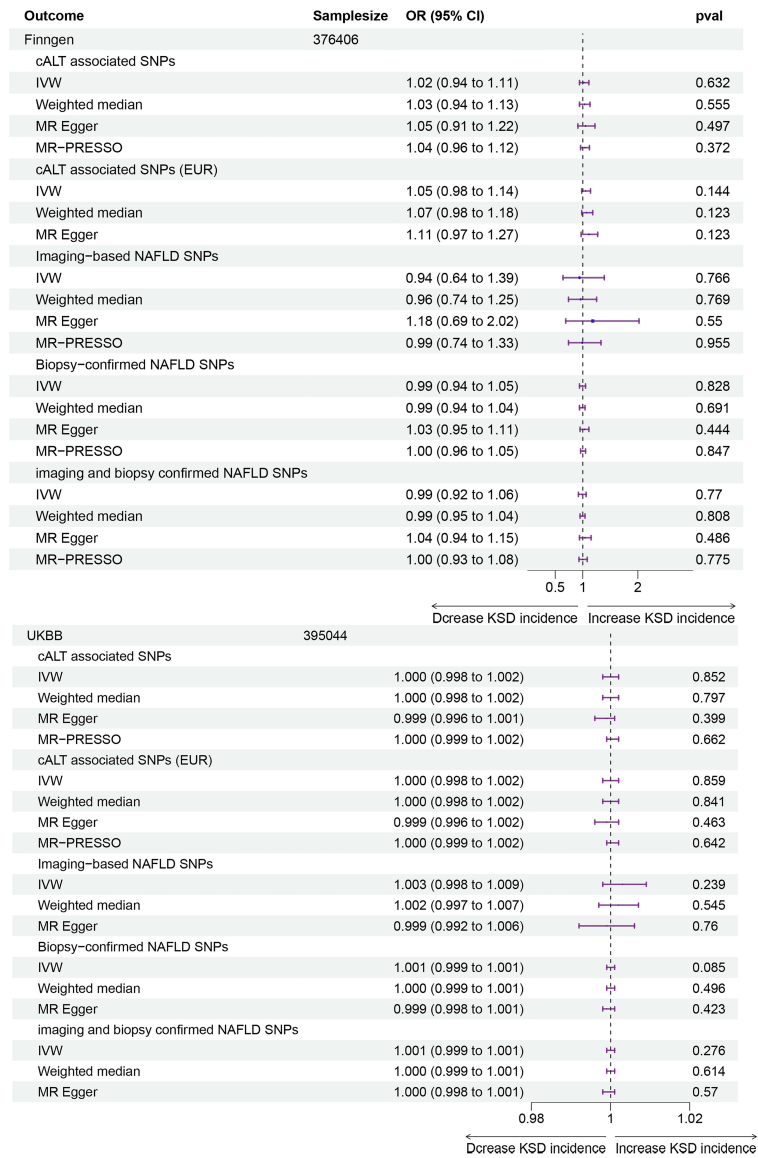 Outcome Samplesize OR (95% CI) pval
Finngen 376406
cALT associated SNPs
IVW 1.02 (0.94 to 1.11) 0.632
Weighted median 1.03 (0.94 to 1.13) 0.555
MR Egger 1.05 (0.91 to 1.22) 0.497
MR−PRESSO 1.04 (0.96 to 1.12) 0.372
cALT associated SNPs (EUR)
IVW 1.05 (0.98 to 1.14) 0.144
Weighted median 1.07 (0.98 to 1.18) 0.123
MR Egger 1.11 (0.97 to 1.27) 0.123
Imaging−based NAFLD SNPs
IVW 0.94 (0.64 to 1.39) 0.766
Weighted median 0.96 (0.74 to 1.25) 0.769
MR Egger 1.18 (0.69 to 2.02) 0.55
MR−PRESSO 0.99 (0.74 to 1.33) 0.955
Biopsy−confirmed NAFLD SNPs
IVW 0.99 (0.94 to 1.05) 0.828
Weighted median 0.99 (0.94 to 1.04) 0.691
MR Egger 1.03 (0.95 to 1.11) 0.444
MR−PRESSO 1.00 (0.96 to 1.05) 0.847
imaging and biopsy confirmed NAFLD SNPs
IVW 0.99 (0.92 to 1.06) 0.77
Weighted median 0.99 (0.95 to 1.04) 0.808
MR Egger 1.04 (0.94 to 1.15) 0.486
MR−PRESSO 1.00 (0.93 to 1.08) 0.775
0.5 1 2
Dcrease KSD incidence Increase KSD incidence
UKBB 395044
cALT associated SNPs
IVW 1.000 (0.998 to 1.002) 0.852
Weighted median 1.000 (0.998 to 1.002) 0.797
MR Egger 0.999 (0.996 to 1.001) 0.399
MR−PRESSO 1.000 (0.999 to 1.002) 0.662
cALT associated SNPs (EUR)
IVW 1.000 (0.998 to 1.002) 0.859
Weighted median 1.000 (0.998 to 1.002) 0.841
MR Egger 0.999 (0.996 to 1.002) 0.463
MR−PRESSO 1.000 (0.999 to 1.002) 0.642
Imaging−based NAFLD SNPs
IVW 1.003 (0.998 to 1.009) 0.239
Weighted median 1.002 (0.997 to 1.007) 0.545
MR Egger 0.999 (0.992 to 1.006) 0.76
Biopsy−confirmed NAFLD SNPs
IVW 1.001 (0.999 to 1.001) 0.085
Weighted median 1.000 (0.999 to 1.001) 0.496
MR Egger 0.999 (0.998 to 1.001) 0.423
imaging and biopsy confirmed NAFLD SNPs
IVW 1.001 (0.999 to 1.001) 0.276
Weighted median 1.000 (0.999 to 1.001) 0.614
MR Egger 1.000 (0.998 to 1.001) 0.57
0.98 1 1.02
Dcrease KSD incidence Increase KSD incidence